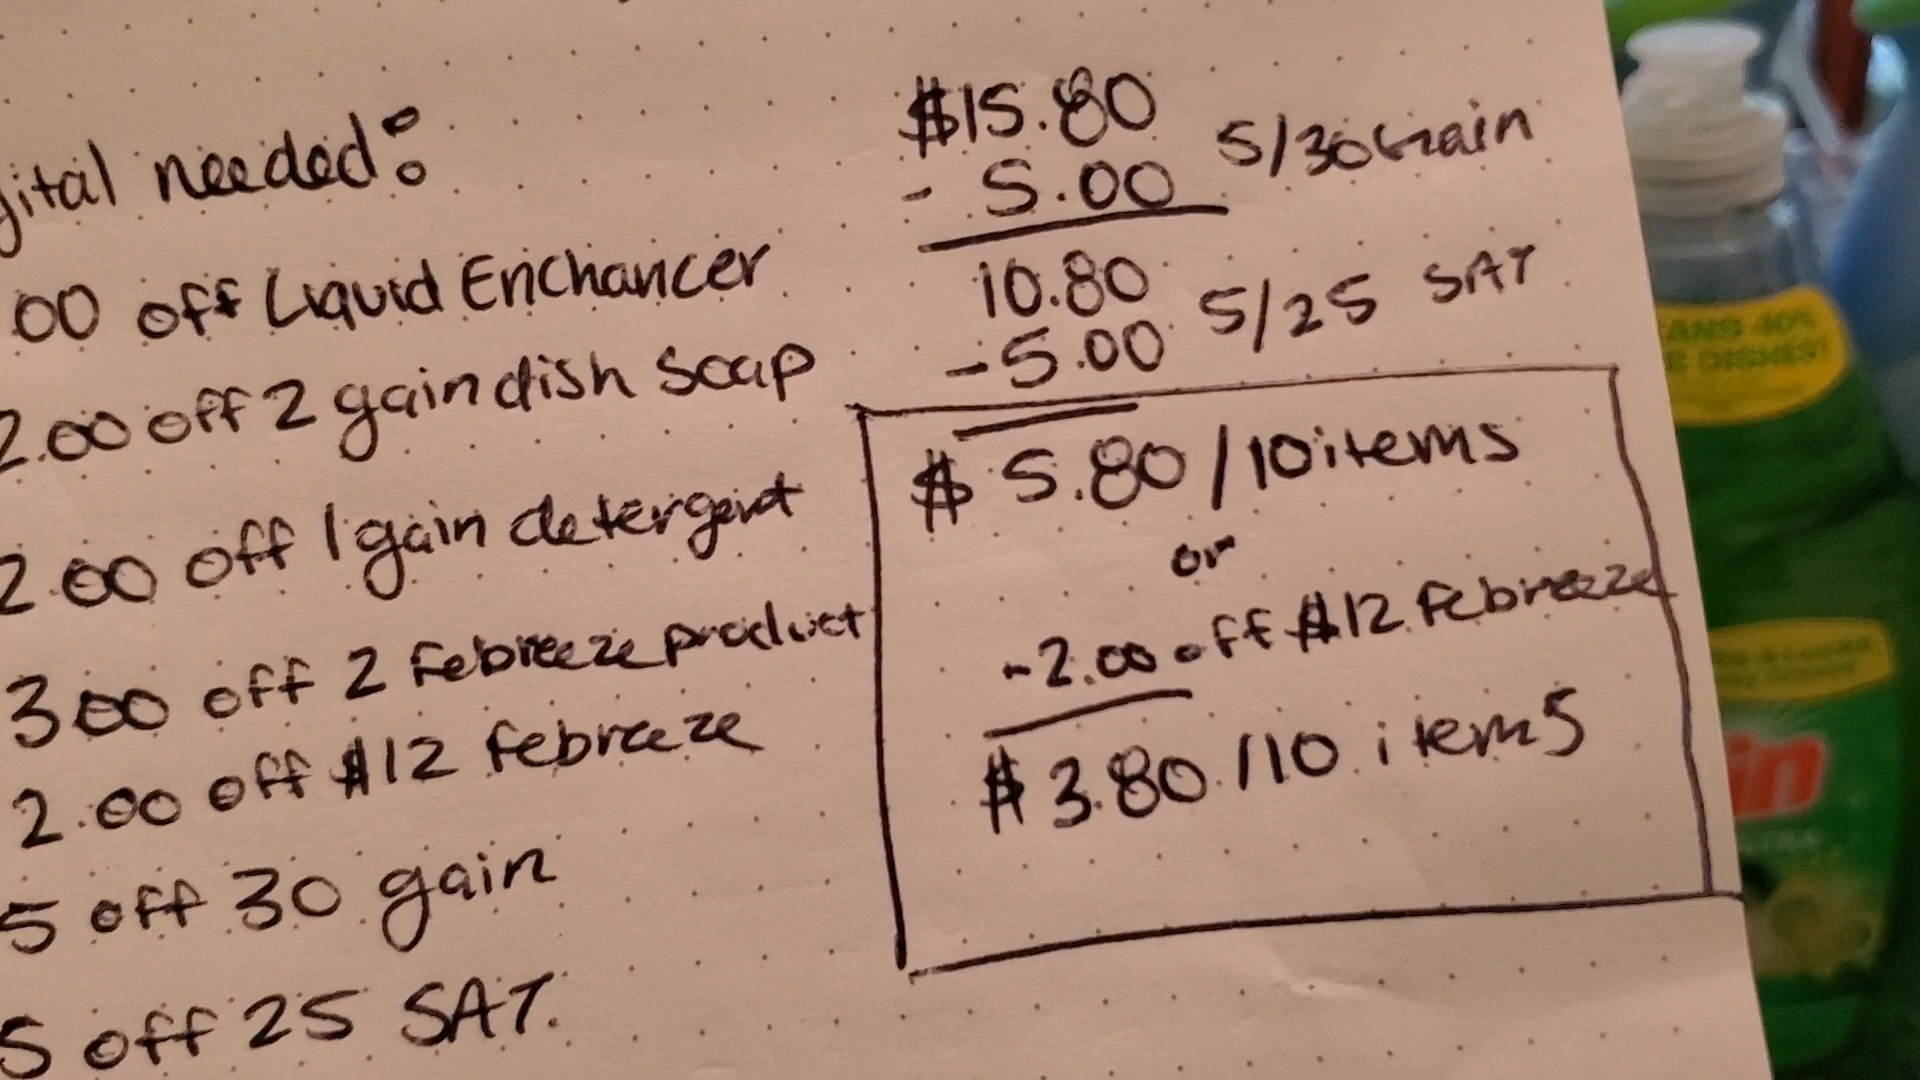 gital needed:
.00 off Liquid Enchancer
2.00 off 2 gain dish soap
2.00 off 1 gain detergent
3.00 off 2 Febreeze product
2.00 off $12 febreeze
5 off 30 gain
5 off 25 SAT.
$15.80
- 5.00 5/30 Gain
10.80
-5.00 5/25 SAT
$ 5.80 / 10 items
or
-2.00 off $12 febreeze
$ 3.80 / 10 items
40%
DISHES!
in